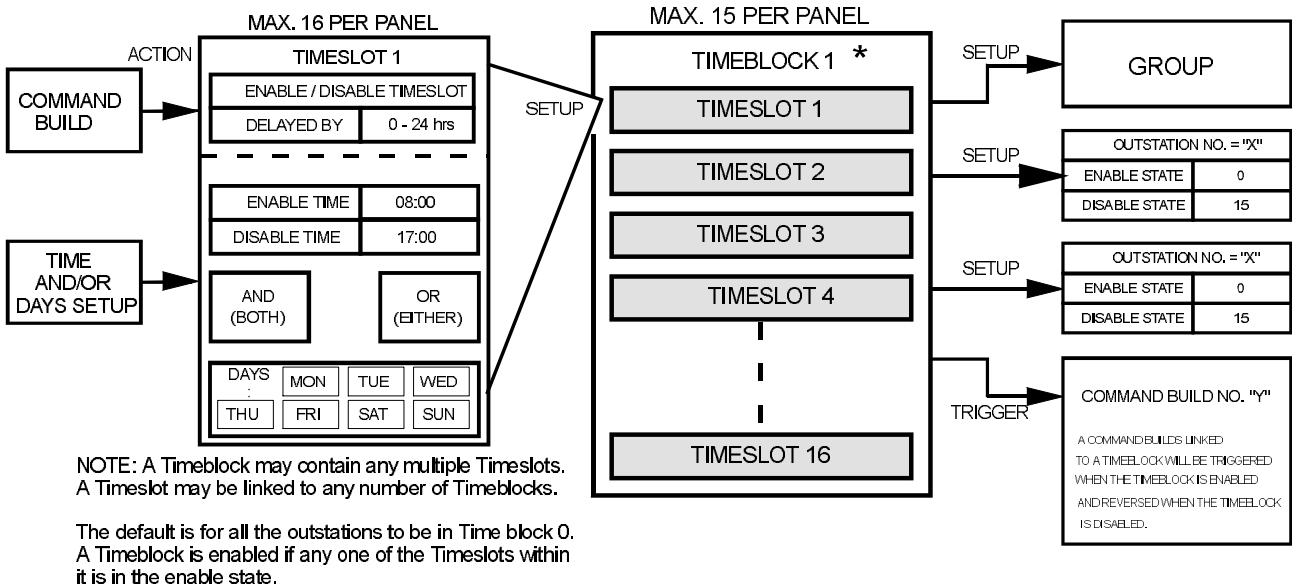 MAX. 16 PER PANEL
MAX. 15 PER PANEL
ACTION
COMMAND
BUILD
TIMESLOT 1
ENABLE / DISABLE TIMESLOT
DELAYED BY
0 - 24 hrs
ENABLE TIME
08:00
DISABLE TIME
17:00
TIME
AND/OR
DAYS SETUP
AND
(BOTH)
OR
(EITHER)
DAYS
:
MON
TUE
WED
THU
FRI
SAT
SUN
SETUP
TIMEBLOCK 1 *
TIMESLOT 1
TIMESLOT 2
TIMESLOT 3
TIMESLOT 4
TIMESLOT 16
SETUP
GROUP
SETUP
OUTSTATION NO. = "X"
ENABLE STATE
0
DISABLE STATE
15
SETUP
OUTSTATION NO. = "X"
ENABLE STATE
0
DISABLE STATE
15
TRIGGER
COMMAND BUILD NO. "Y"
A COMMAND BUILDS LINKED
TO A TIMEBLOCK WILL BE TRIGGERED
WHEN THE TIMEBLOCK IS ENABLED
AND REVERSED WHEN THE TIMEBLOCK
IS DISABLED.
NOTE: A Timeblock may contain any multiple Timeslots.
A Timeslot may be linked to any number of Timeblocks.
The default is for all the outstations to be in Time block 0.
A Timeblock is enabled if any one of the Timeslots within
it is in the enable state.